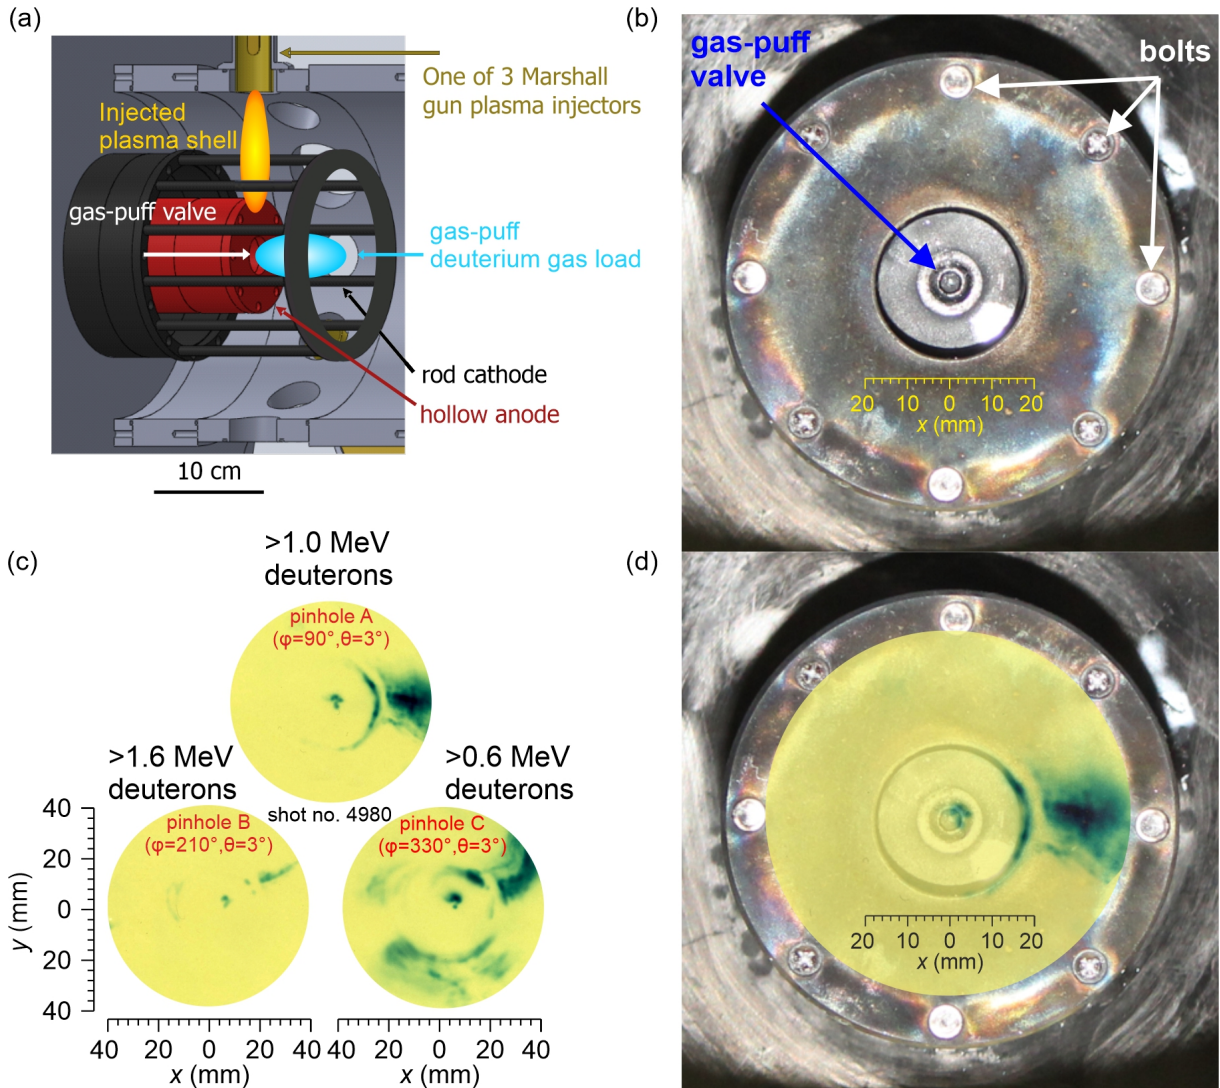 (a)
One of 3 Marshall
gun plasma injectors
Injected
plasma shell
gas-puff valve
gas-puff
deuterium gas load
rod cathode
hollow anode
10 cm
(b)
gas-puff
valve
bolts
20 10 0 10 20
x (mm)
(c)
>1.0 MeV
deuterons
pinhole A
(φ=90°,θ=3°)
>1.6 MeV
deuterons
>0.6 MeV
deuterons
shot no. 4980
pinhole B
(φ=210°,θ=3°)
pinhole C
(φ=330°,θ=3°)
40
20
0
20
40
y (mm)
40 20 0 20 40
x (mm)
40 20 0 20 40
x (mm)
(d)
20 10 0 10 20
x (mm)